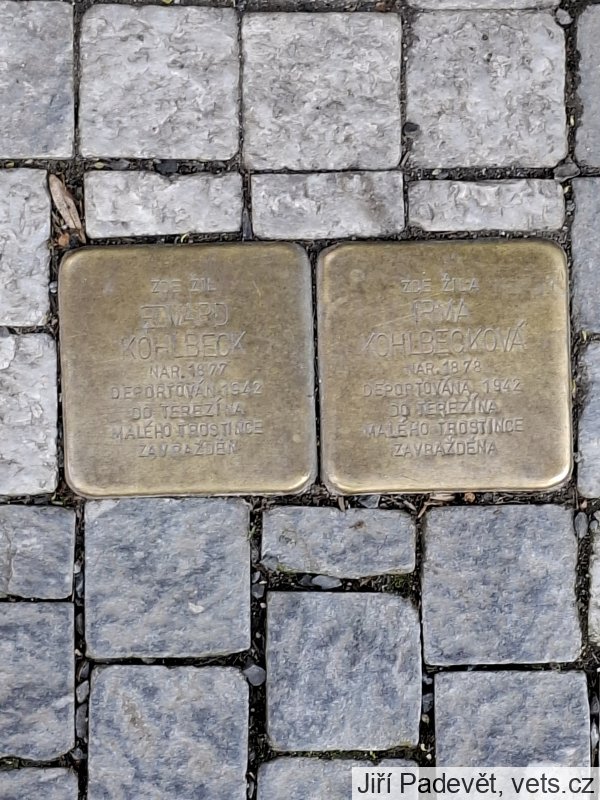 ZDE ŽIL
EDVARD
KOHLBECK
NAR. 1877
DEPORTOVÁN 1942
DO TEREZÍNA
MALÉHO TROSTINCE
ZAVRAŽDĚN
ZDE ŽILA
IRMA
KOHLBECKOVÁ
NAR. 1878
DEPORTOVÁNA 1942
DO TEREZÍNA
MALÉHO TROSTINCE
ZAVRAŽDĚNA
Jiří Padevět, vets.cz